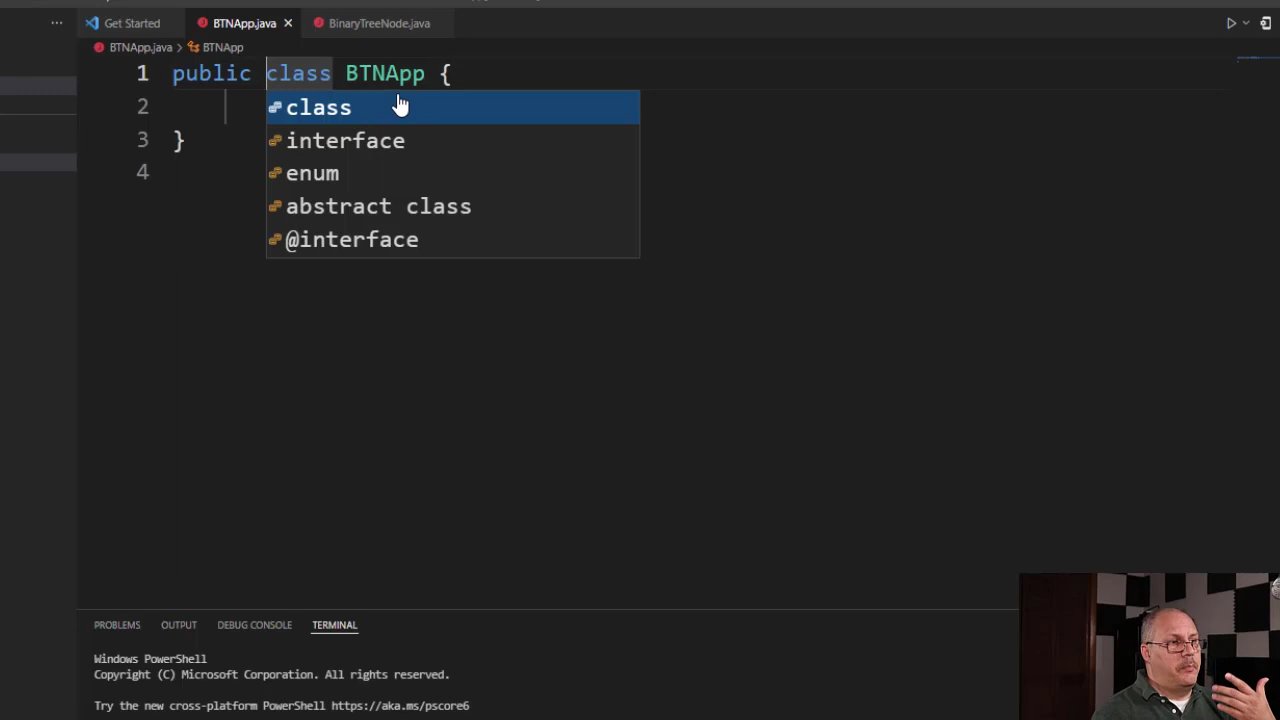 ··· Get Started BTNApp.java × BinaryTreeNode.java
BTNApp.java > BTNApp
1 public class BTNApp {
2
3 }
4
class
interface
enum
abstract class
@interface
PROBLEMS OUTPUT DEBUG CONSOLE TERMINAL
Windows PowerShell
Copyright (C) Microsoft Corporation. All rights reserved.
Try the new cross-platform PowerShell https://aka.ms/pscore6